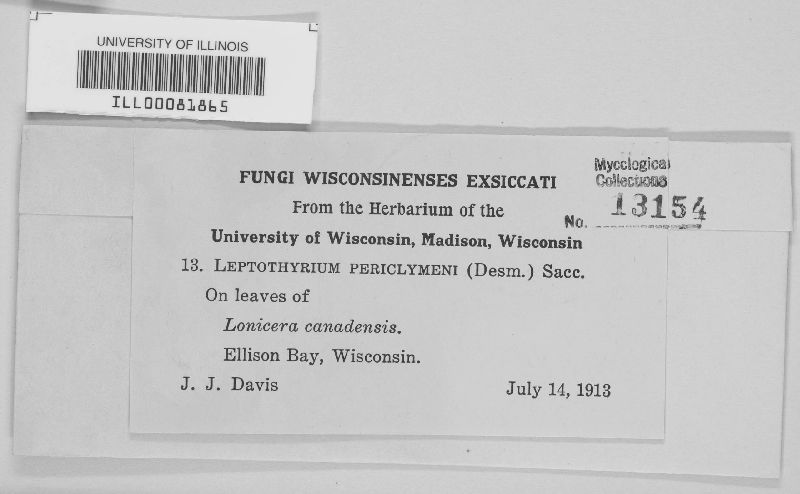 UNIVERSITY OF ILLINOIS
ILL00081865
FUNGI WISCONSINENSES EXSICCATI
Mycological
Collections
From the Herbarium of the
No. 13154
University of Wisconsin, Madison, Wisconsin
13. LEPTOTHYRIUM PERICLYMENI (Desm.) Sacc.
On leaves of
Lonicera canadensis.
Ellison Bay, Wisconsin.
J. J. Davis July 14, 1913